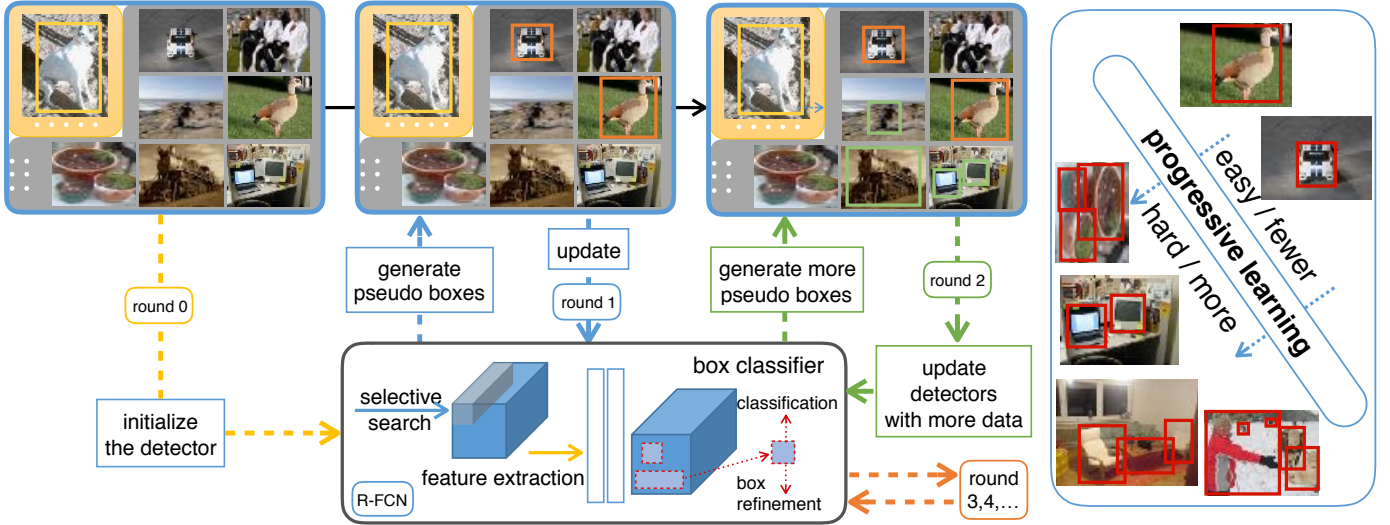 round 0
initialize
the detector
generate
pseudo boxes
update
round 1
generate more
pseudo boxes
round 2
update
detectors
with more data
box classifier
selective
search
feature extraction
classification
box
refinement
R-FCN
round
3,4,...
progressive learning
easy / fewer
hard / more